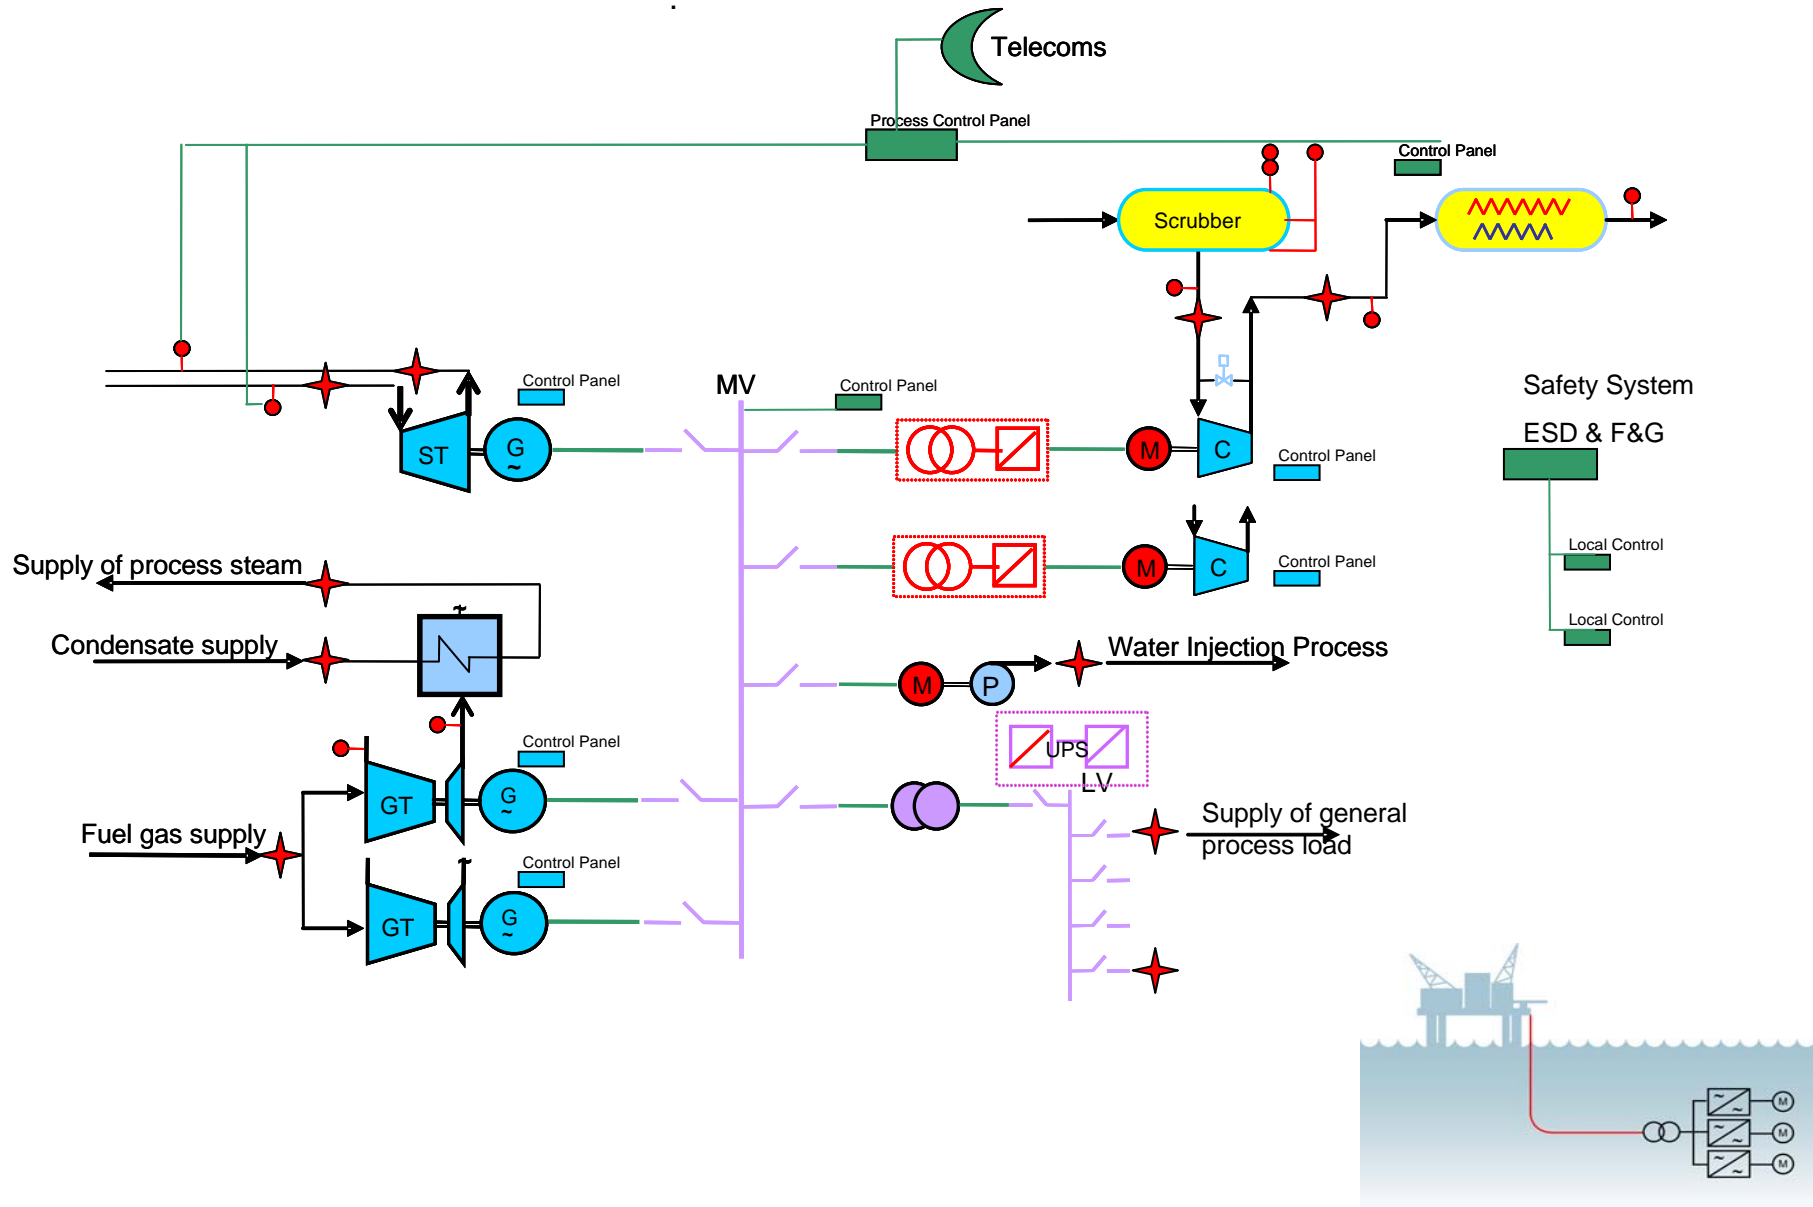 .
Telecoms
Process Control Panel
Control Panel
Scrubber
Control Panel
MV
Control Panel
Safety System
ESD & F&G
ST
G
~
M
C
Control Panel
Supply of process steam
M
C
Control Panel
Local Control
Local Control
Condensate supply
~
Water Injection Process
M
P
Control Panel
UPS
LV
GT
G
~
Supply of general
process load
Fuel gas supply
Control Panel
~
GT
G
~
~
~
M
~
~
M
~
~
M